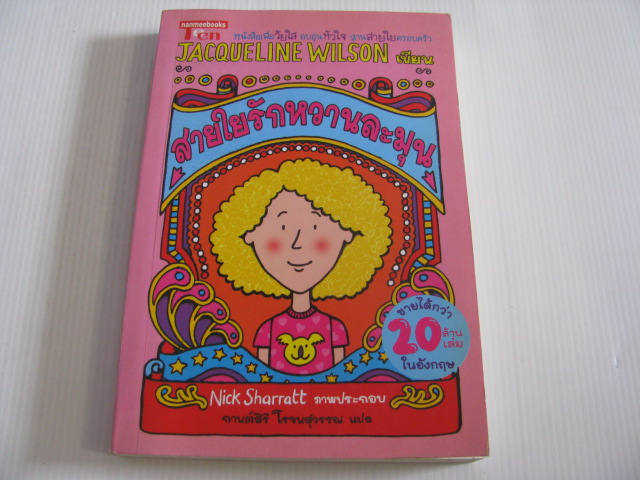 nanmeebooks
Teen
หนังสือเพื่อวัยใส อบอุ่นหัวใจ สานสายใยครอบครัว
JACQUELINE WILSON เขียน
สายใยรักหวานละมุน
ขายได้กว่า
20 ล้านเล่ม
ในอังกฤษ
Nick Sharratt ภาพประกอบ
กานต์สิริ โรจนสุวรรณ แปล